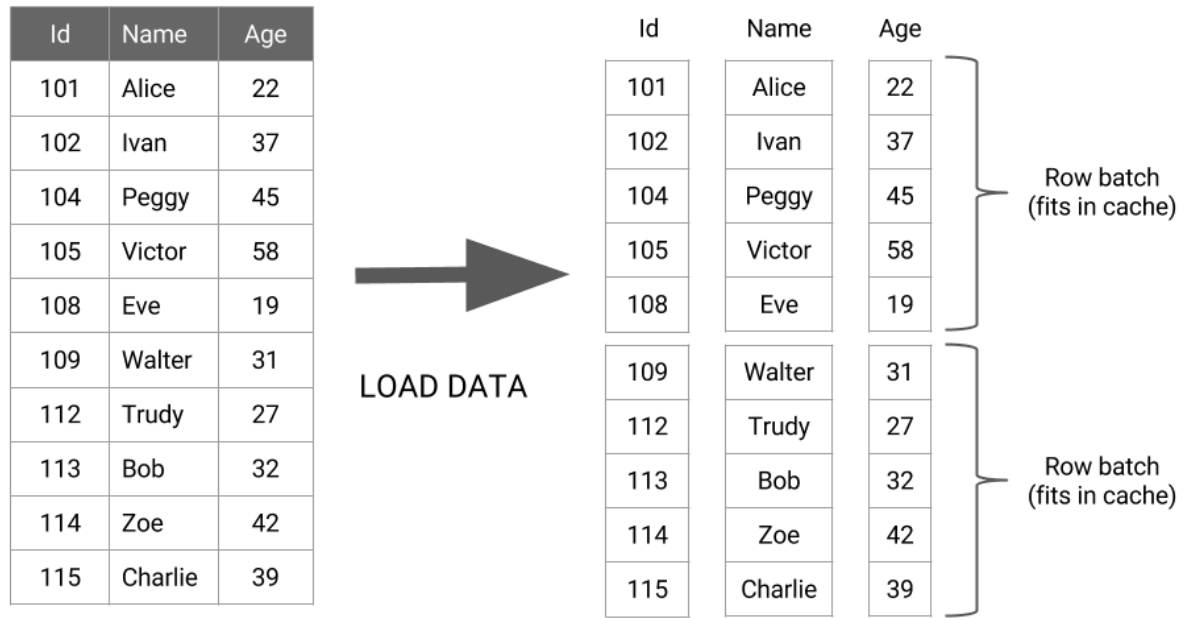 Id Name Age
101 Alice 22
102 Ivan 37
104 Peggy 45
105 Victor 58
108 Eve 19
109 Walter 31
112 Trudy 27
113 Bob 32
114 Zoe 42
115 Charlie 39
LOAD DATA
Id Name Age
101 Alice 22
102 Ivan 37
104 Peggy 45
105 Victor 58
108 Eve 19
Row batch
(fits in cache)
109 Walter 31
112 Trudy 27
113 Bob 32
114 Zoe 42
115 Charlie 39
Row batch
(fits in cache)